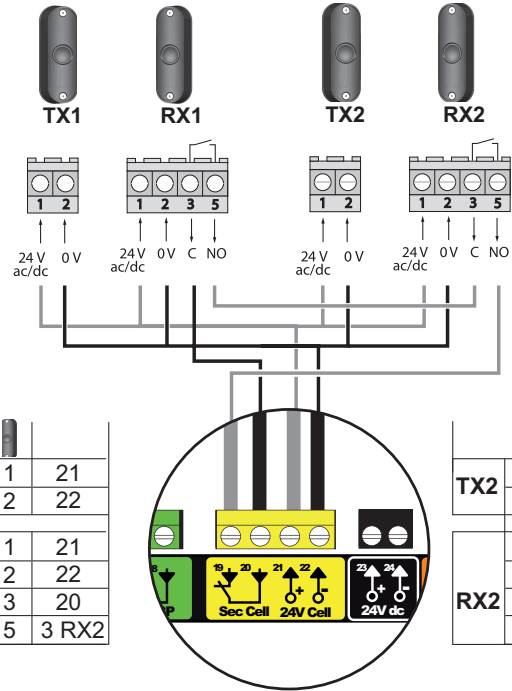 TX1 RX1 TX2 RX2
1 2 1 2 3 5 1 2 1 2 3 5
24 V ac/dc 0 V 24 V ac/dc 0 V C NO 24 V ac/dc 0 V 24 V ac/dc 0 V C NO
1 21
2 22
1 21
2 22
3 20
5 3 RX2
TX2
RX2
8 P
19 20 Sec Cell
21 22 + - 24V Cell
23 24 + - 24V dc